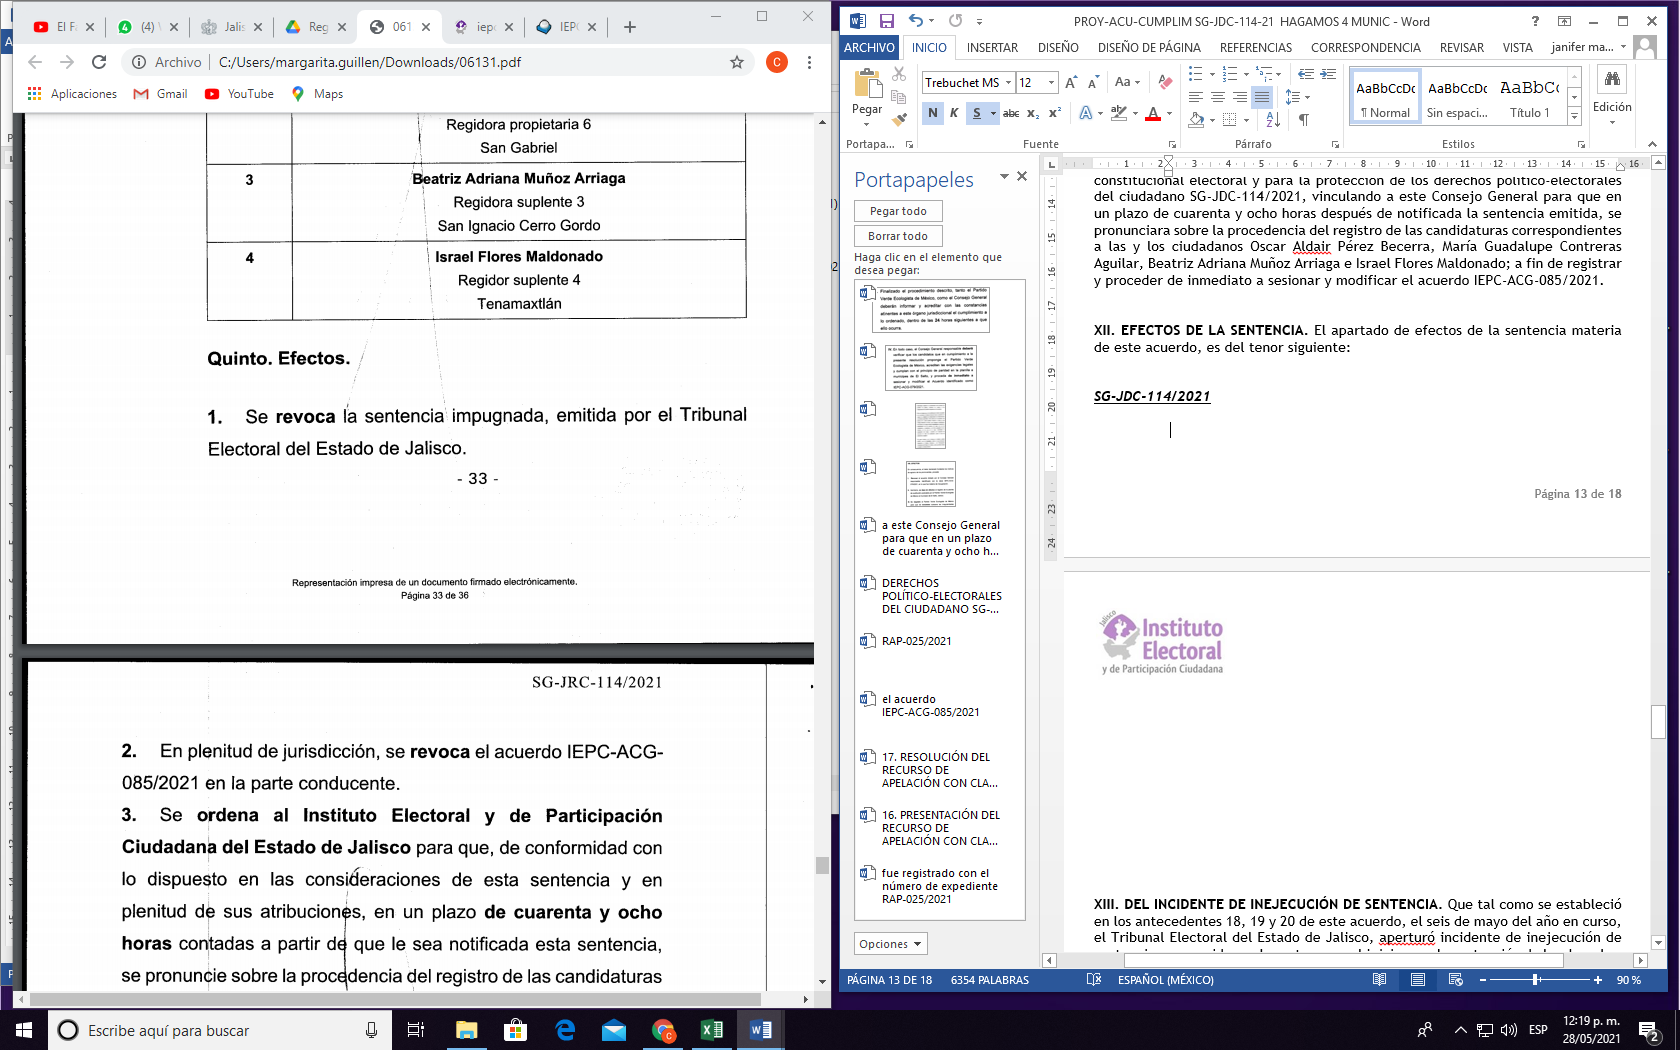 El Fa
(4) V
Jalis
Reg
061
iepc
IEPC
Archivo
C:/Users/margarita.guillen/Downloads/06131.pdf
C
Aplicaciones
Gmail
YouTube
Maps
Regidora propietaria 6
San Gabriel
3
Beatriz Adriana Muñoz Arriaga
Regidora suplente 3
San Ignacio Cerro Gordo
4
Israel Flores Maldonado
Regidor suplente 4
Tenamaxtlán
Quinto. Efectos.
1. Se revoca la sentencia impugnada, emitida por el Tribunal
Electoral del Estado de Jalisco.
- 33 -
Representación impresa de un documento firmado electrónicamente.
Página 33 de 36
SG-JRC-114/2021
2. En plenitud de jurisdicción, se revoca el acuerdo IEPC-ACG-
085/2021 en la parte conducente.
3. Se ordena al Instituto Electoral y de Participación
Ciudadana del Estado de Jalisco para que, de conformidad con
lo dispuesto en las consideraciones de esta sentencia y en
plenitud de sus atribuciones, en un plazo de cuarenta y ocho
horas contadas a partir de que le sea notificada esta sentencia,
se pronuncie sobre la procedencia del registro de las candidaturas
PROY-ACU-CUMPLIM SG-JDC-114-21 HAGAMOS 4 MUNIC - Word
ARCHIVO
INICIO
INSERTAR
DISEÑO
DISEÑO DE PÁGINA
REFERENCIAS
CORRESPONDENCIA
REVISAR
VISTA
janifer ma...
Pegar
Trebuchet MS
12
N K S abc x₂ x²
Aa
AaBbCcDc
AaBbCcDc
AaBbCc
¶ Normal
Sin espaci...
Título 1
Edición
Portapa...
Fuente
Párrafo
Estilos
Portapapeles
Pegar todo
Borrar todo
Haga clic en el elemento que
desea pegar:
a este Consejo General
para que en un plazo
de cuarenta y ocho h...
DERECHOS
POLÍTICO-ELECTORALES
DEL CIUDADANO SG-...
RAP-025/2021
el acuerdo
IEPC-ACG-085/2021
17. RESOLUCIÓN DEL
RECURSO DE
APELACIÓN CON CLA...
16. PRESENTACIÓN DEL
RECURSO DE
APELACIÓN CON CLA...
fue registrado con el
número de expediente
RAP-025/2021
Opciones
constitucional electoral y para la protección de los derechos político-electorales
del ciudadano SG-JDC-114/2021, vinculando a este Consejo General para que en
un plazo de cuarenta y ocho horas después de notificada la sentencia emitida, se
pronunciara sobre la procedencia del registro de las candidaturas correspondientes
a las y los ciudadanos Oscar Aldair Pérez Becerra, María Guadalupe Contreras
Aguilar, Beatriz Adriana Muñoz Arriaga e Israel Flores Maldonado; a fin de registrar
y proceder de inmediato a sesionar y modificar el acuerdo IEPC-ACG-085/2021.
XII. EFECTOS DE LA SENTENCIA. El apartado de efectos de la sentencia materia
de este acuerdo, es del tenor siguiente:
SG-JDC-114/2021
Página 13 de 18
Jalisco
Instituto
Electoral
y de Participación Ciudadana
XIII. DEL INCIDENTE DE INEJECUCIÓN DE SENTENCIA. Que tal como se estableció
en los antecedentes 18, 19 y 20 de este acuerdo, el seis de mayo del año en curso,
el Tribunal Electoral del Estado de Jalisco, aperturó incidente de inejecución de
PÁGINA 13 DE 18
6354 PALABRAS
ESPAÑOL (MÉXICO)
90 %
Escribe aquí para buscar
ESP
12:19 p. m.
28/05/2021
2